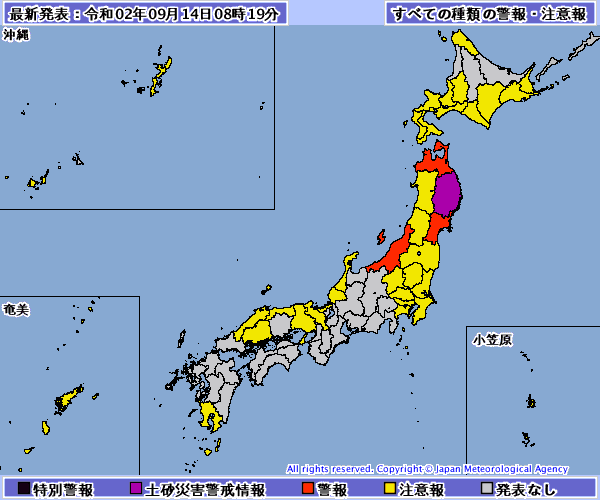 最新発表：令和02年09月14日08時19分
すべての種類の警報・注意報
沖縄
奄美
小笠原
All rights reserved. Copyright © Japan Meteorological Agency
特別警報
土砂災害警戒情報
警報
注意報
発表なし